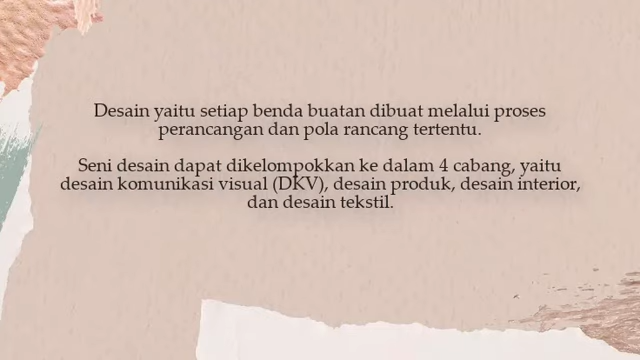 Desain yaitu setiap benda buatan dibuat melalui proses
perancangan dan pola rancang tertentu.
Seni desain dapat dikelompokkan ke dalam 4 cabang, yaitu
desain komunikasi visual (DKV), desain produk, desain interior,
dan desain tekstil.